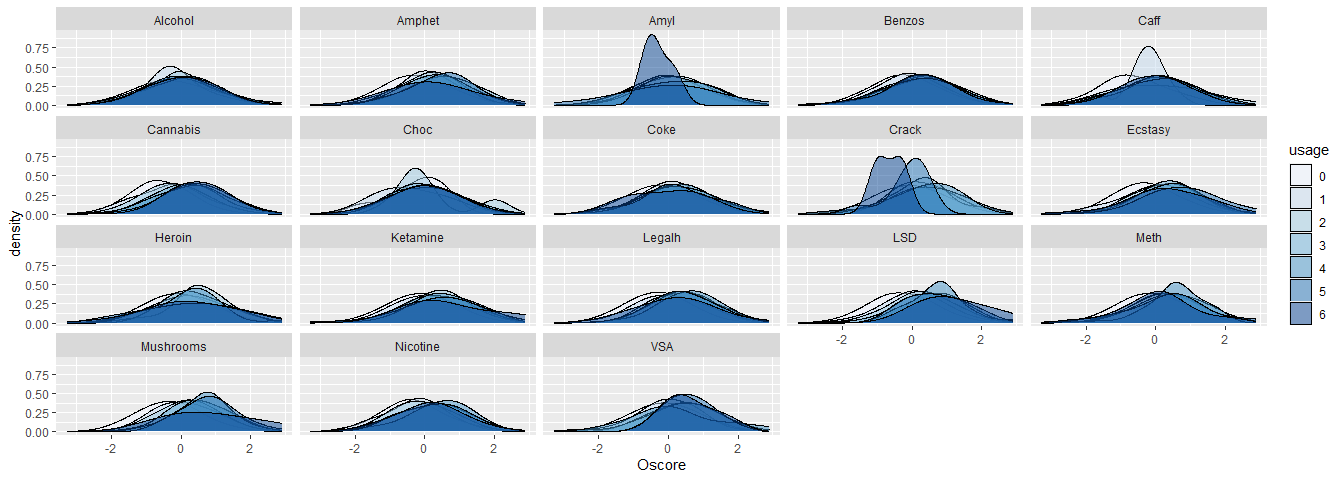 Alcohol Amphet Amyl Benzos Caff
0.75
0.50
0.25
0.00
Cannabis Choc Coke Crack Ecstasy
0.75
0.50
0.25
0.00
Heroin Ketamine Legalh LSD Meth
0.75
0.50
0.25
0.00
-2 0 2 -2 0 2
Mushrooms Nicotine VSA
0.75
0.50
0.25
0.00
-2 0 2 -2 0 2 -2 0 2
Oscore
density
usage
0
1
2
3
4
5
6